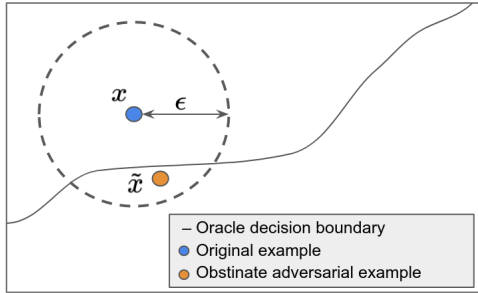 x
ϵ
x̃
– Oracle decision boundary
Original example
Obstinate adversarial example